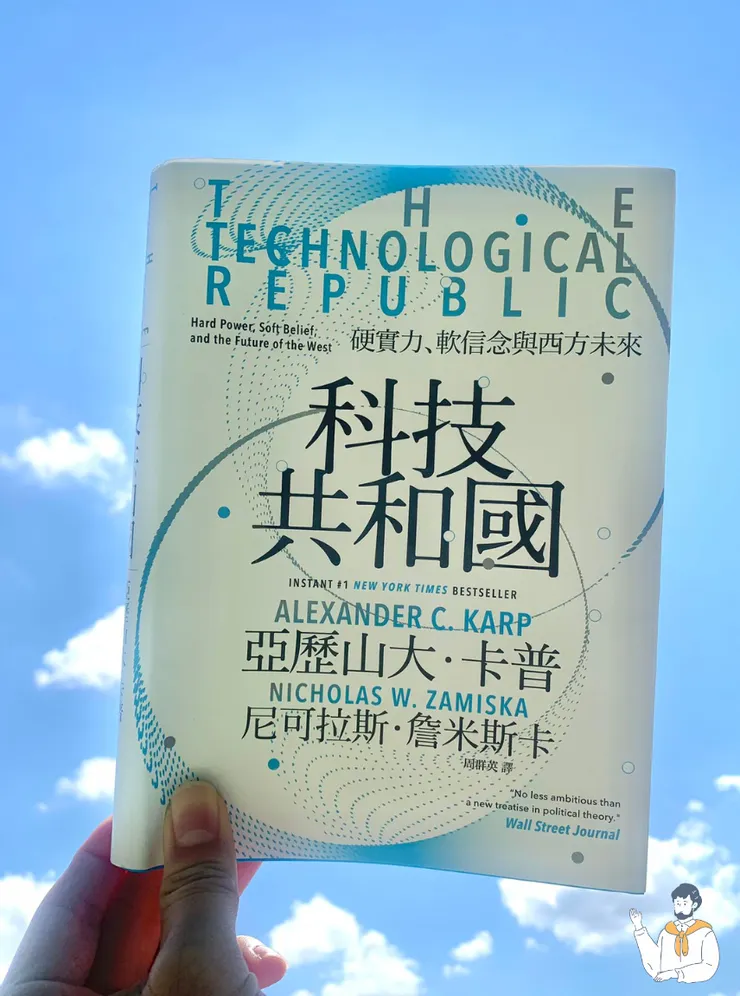 THE
TECHNOLOGICAL
REPUBLIC
Hard Power, Soft Belief,
and the Future of the West
硬實力、軟信念與西方未來
科技
共和國
INSTANT #1 NEW YORK TIMES BESTSELLER
ALEXANDER C. KARP
亞歷山大·卡普
NICHOLAS W. ZAMISKA
尼可拉斯·詹米斯卡
周群英 譯
"No less ambitious than
a new treatise in political theory."
Wall Street Journal